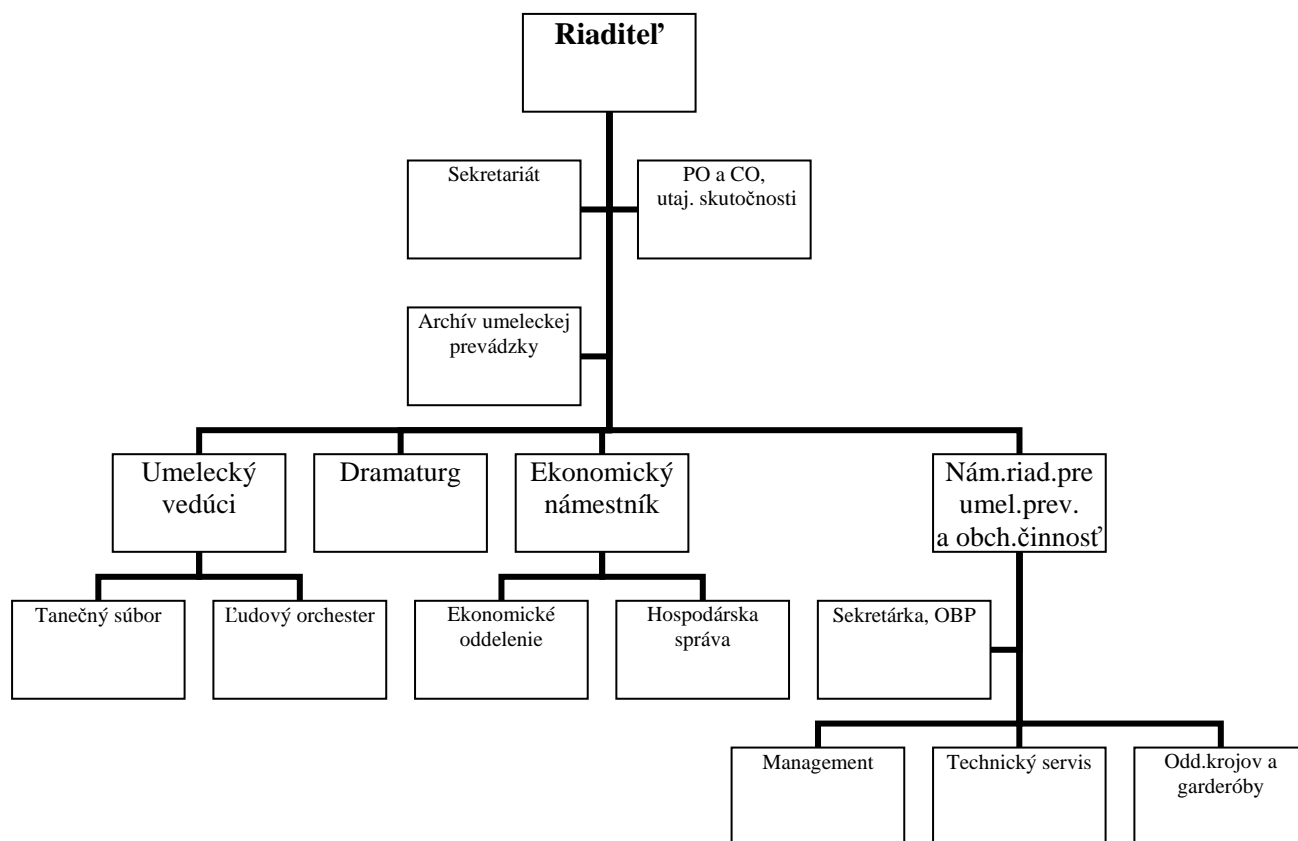 Riaditeľ
Sekretariát
PO a CO,
utaj. skutočnosti
Archív umeleckej
prevádzky
Umelecký
vedúci
Dramaturg
Ekonomický
námestník
Nám.riad.pre
umel.prev.
a obch.činnosť
Tanečný súbor
Ľudový orchester
Ekonomické
oddelenie
Hospodárska
správa
Sekretárka, OBP
Management
Technický servis
Odd.krojov a
garderóby